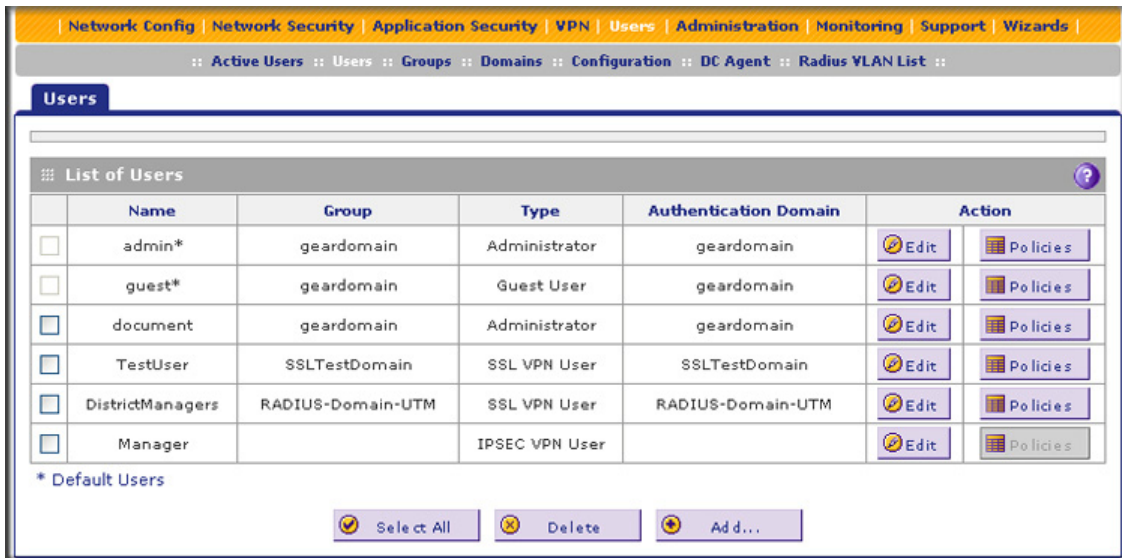 | Network Config | Network Security | Application Security | VPN | Users | Administration | Monitoring | Support | Wizards |
:: Active Users :: Users :: Groups :: Domains :: Configuration :: DC Agent :: Radius VLAN List ::
Users
List of Users ?
Name Group Type Authentication Domain Action
admin* geardomain Administrator geardomain Edit Policies
guest* geardomain Guest User geardomain Edit Policies
document geardomain Administrator geardomain Edit Policies
TestUser SSLTestDomain SSL VPN User SSLTestDomain Edit Policies
DistrictManagers RADIUS-Domain-UTM SSL VPN User RADIUS-Domain-UTM Edit Policies
Manager IPSEC VPN User Edit Policies
* Default Users
Select All Delete Add...